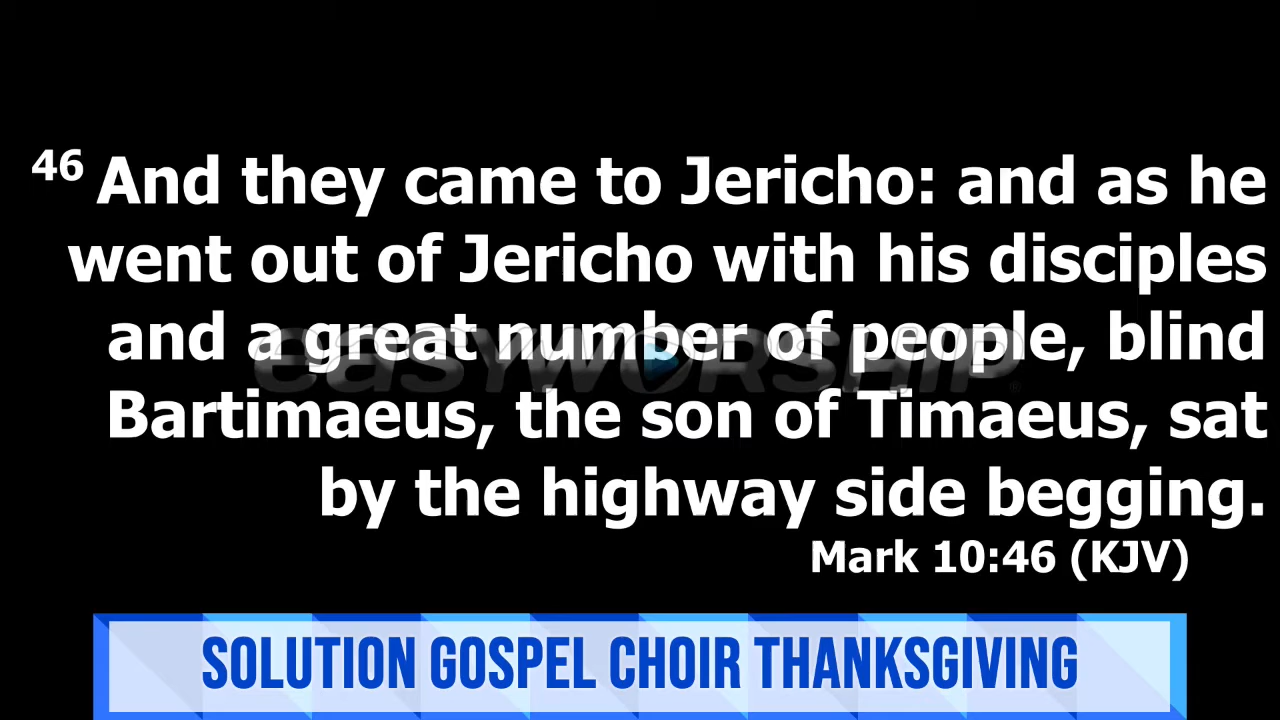 46 And they came to Jericho: and as he
went out of Jericho with his disciples
and a great number of people, blind
Bartimaeus, the son of Timaeus, sat
by the highway side begging.
easyworship®
Mark 10:46 (KJV)
SOLUTION GOSPEL CHOIR THANKSGIVING